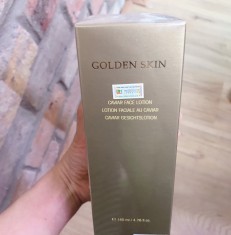 GOLDEN SKIN
CAVIAR FACE LOTION
LOTION FACIALE AU CAVIAR
CAVIAR GESICHTSLOTION